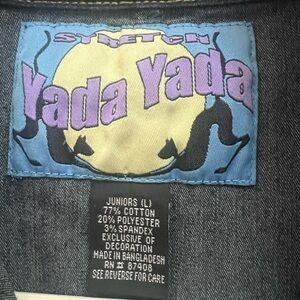 STRETCH
Yada Yada
JUNIORS (L)
77% COTTON
20% POLYESTER
3% SPANDEX
EXCLUSIVE OF
DECORATION
MADE IN BANGLADESH
RN # 87408
SEE REVERSE FOR CARE